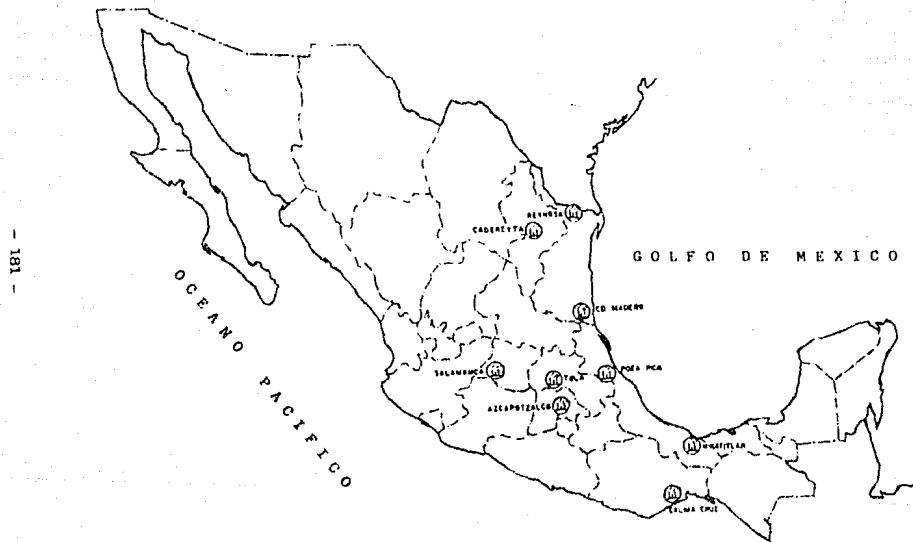 REYNOSA
CADEREYTA
GOLFO DE MEXICO
- 181 -
CD MADERO
OCEANO PACIFICO
SALAMANCA
TULA
POZA RICA
AZCAPOTZALCO
MINATITLAN
SALINA CRUZ